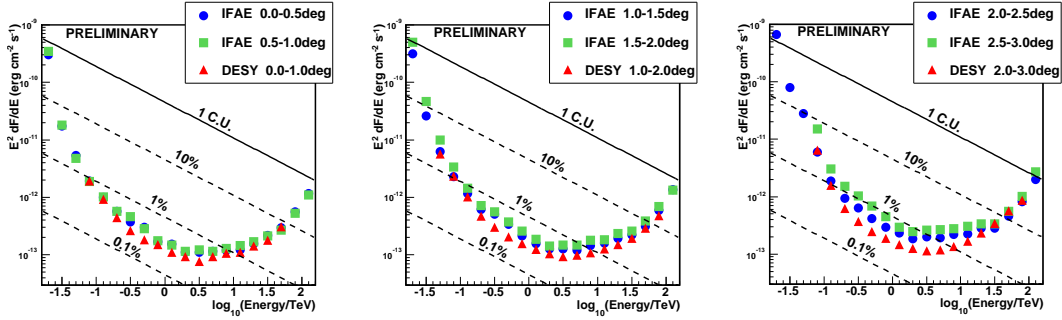 PRELIMINARY
IFAE 0.0-0.5deg
IFAE 0.5-1.0deg
DESY 0.0-1.0deg
E² dF/dE (erg cm⁻² s⁻¹)
10⁻⁹
10⁻¹⁰
10⁻¹¹
10⁻¹²
10⁻¹³
1 C.U.
10%
1%
0.1%
-1.5 -1 -0.5 0 0.5 1 1.5 2
log₁₀(Energy/TeV)
PRELIMINARY
IFAE 1.0-1.5deg
IFAE 1.5-2.0deg
DESY 1.0-2.0deg
E² dF/dE (erg cm⁻² s⁻¹)
10⁻⁹
10⁻¹⁰
10⁻¹¹
10⁻¹²
10⁻¹³
1 C.U.
10%
1%
0.1%
-1.5 -1 -0.5 0 0.5 1 1.5 2
log₁₀(Energy/TeV)
PRELIMINARY
IFAE 2.0-2.5deg
IFAE 2.5-3.0deg
DESY 2.0-3.0deg
E² dF/dE (erg cm⁻² s⁻¹)
10⁻⁹
10⁻¹⁰
10⁻¹¹
10⁻¹²
10⁻¹³
1 C.U.
10%
1%
0.1%
-1.5 -1 -0.5 0 0.5 1 1.5 2
log₁₀(Energy/TeV)